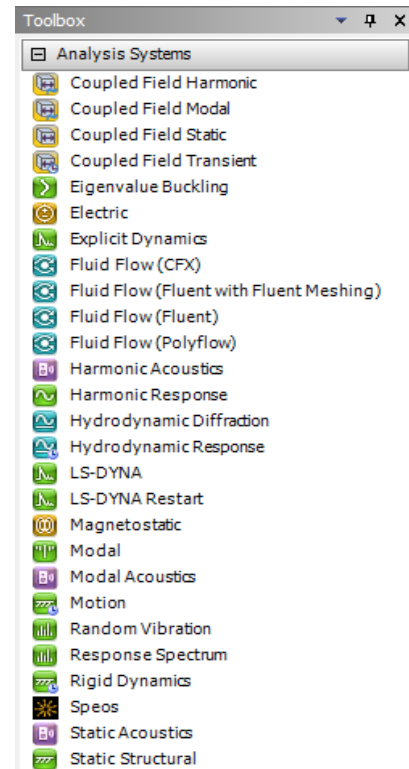 Toolbox
Analysis Systems
Coupled Field Harmonic
Coupled Field Modal
Coupled Field Static
Coupled Field Transient
Eigenvalue Buckling
Electric
Explicit Dynamics
Fluid Flow (CFX)
Fluid Flow (Fluent with Fluent Meshing)
Fluid Flow (Fluent)
Fluid Flow (Polyflow)
Harmonic Acoustics
Harmonic Response
Hydrodynamic Diffraction
Hydrodynamic Response
LS-DYNA
LS-DYNA Restart
Magnetostatic
Modal
Modal Acoustics
Motion
Random Vibration
Response Spectrum
Rigid Dynamics
Speos
Static Acoustics
Static Structural